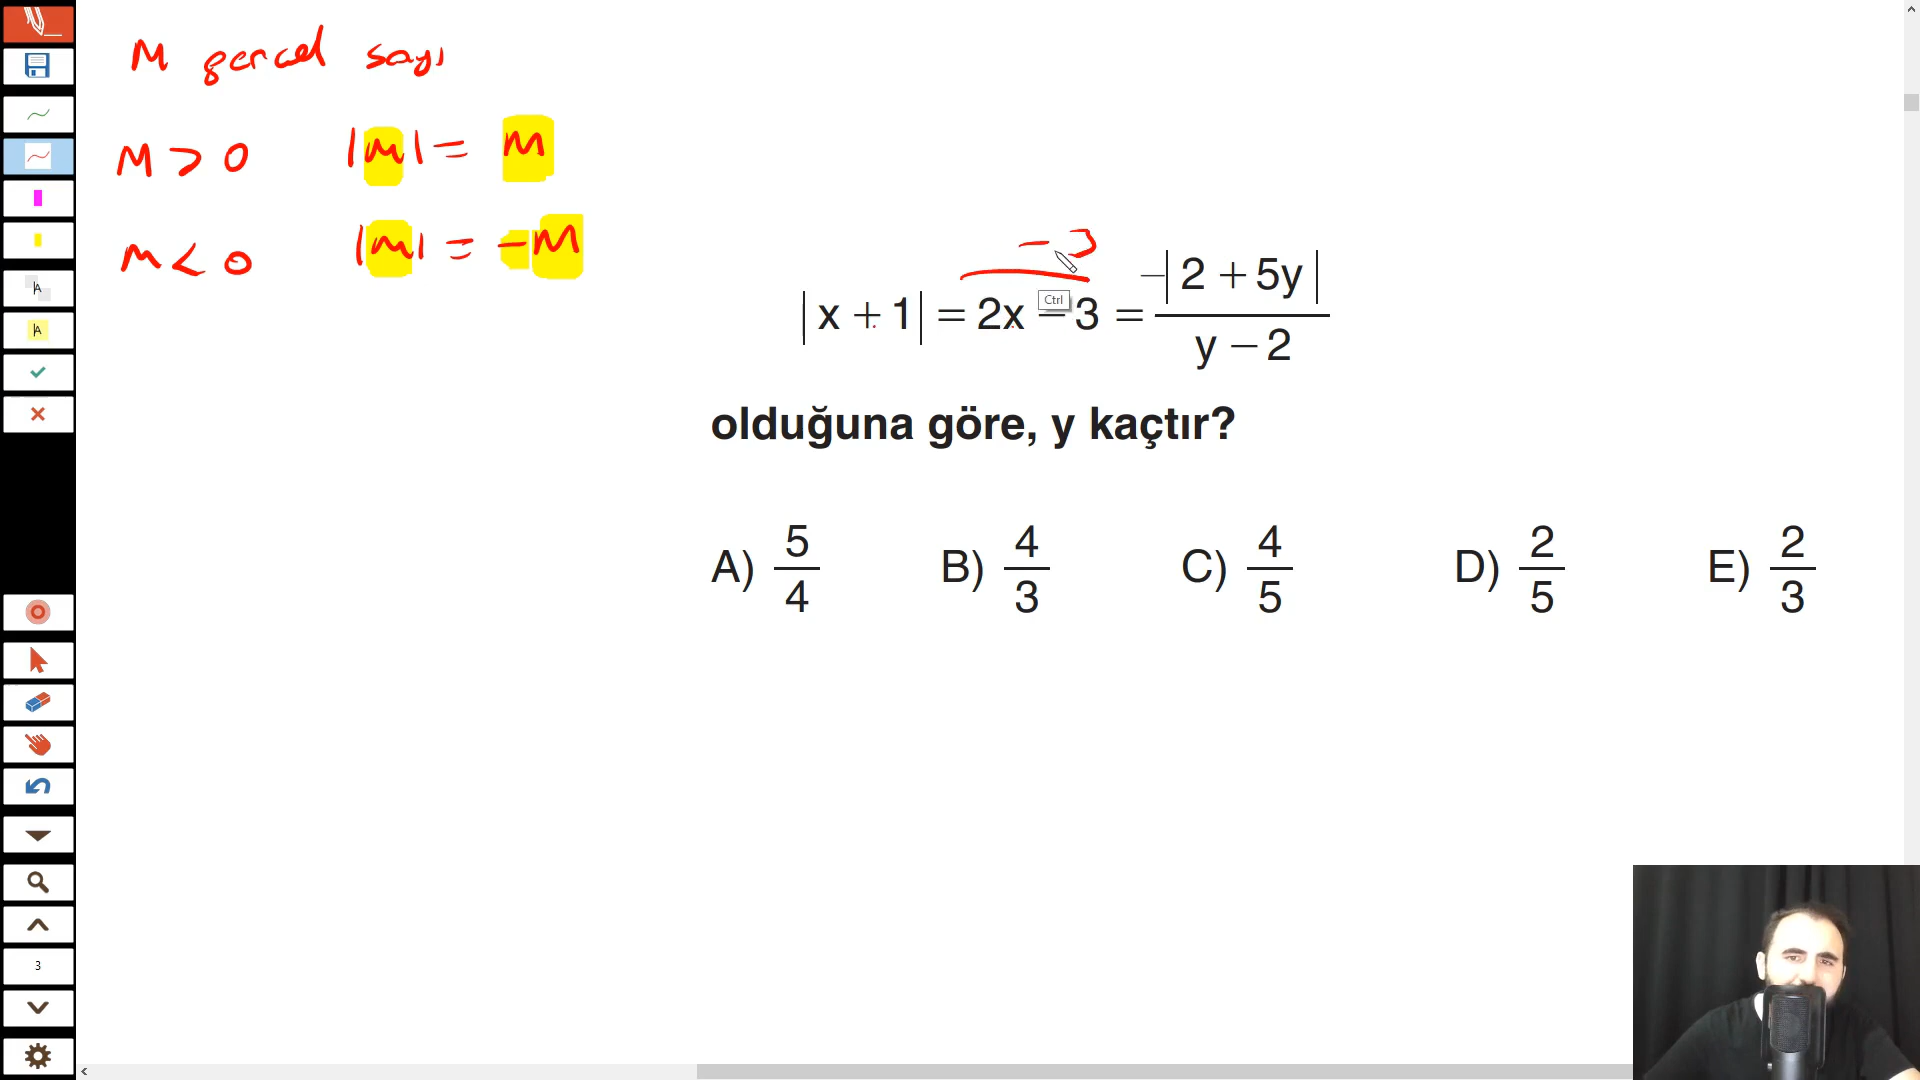 M gercel sayı
M > 0 |m| = m
M < 0 |m| = -m
-3
|x + 1| = 2x − 3 = −|2 + 5y| / y − 2
Ctrl
olduğuna göre, y kaçtır?
A) 5/4 B) 4/3 C) 4/5 D) 2/5 E) 2/3
A
A
3